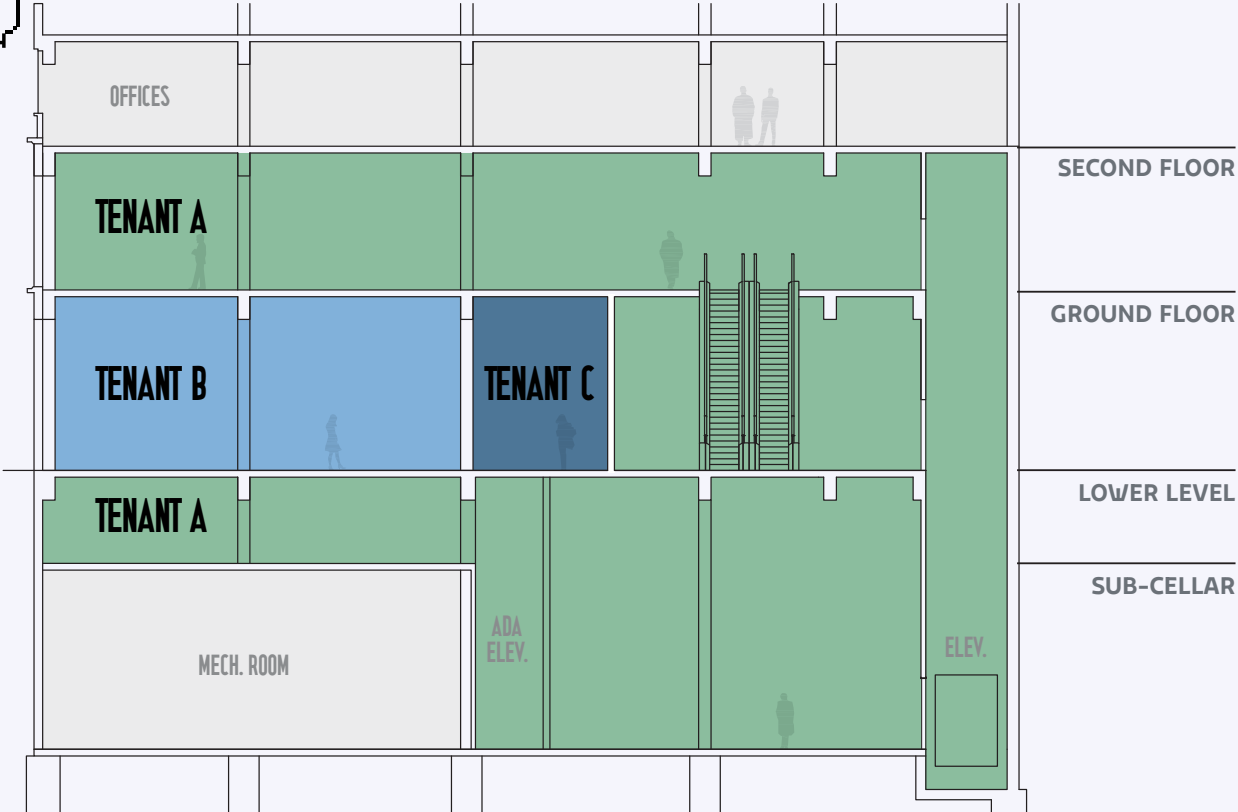 OFFICES
SECOND FLOOR
TENANT A
GROUND FLOOR
TENANT B
TENANT C
LOWER LEVEL
TENANT A
SUB-CELLAR
ADA
ELEV.
ELEV.
MECH. ROOM